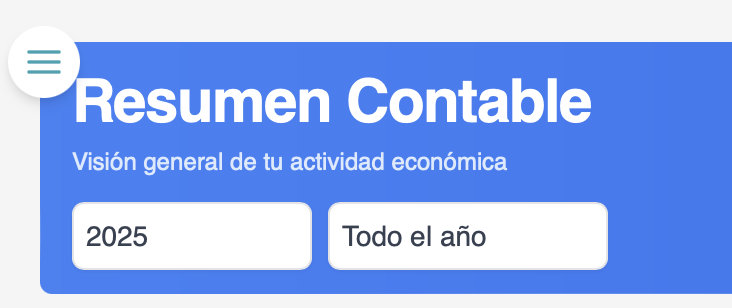 Resumen Contable
Visión general de tu actividad económica
2025
Todo el año